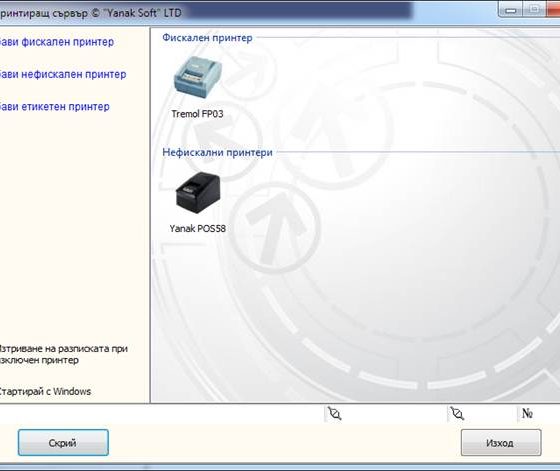 ринтиращ сървър © "Yanak Soft" LTD
бави фискален принтер
бави нефискален принтер
бави етикетен принтер
Фискален принтер
Tremol FP03
Нефискални принтери
Yanak POS58
Изтриване на разписката при
изключен принтер
Стартирай с Windows
№
Скрий
Изход